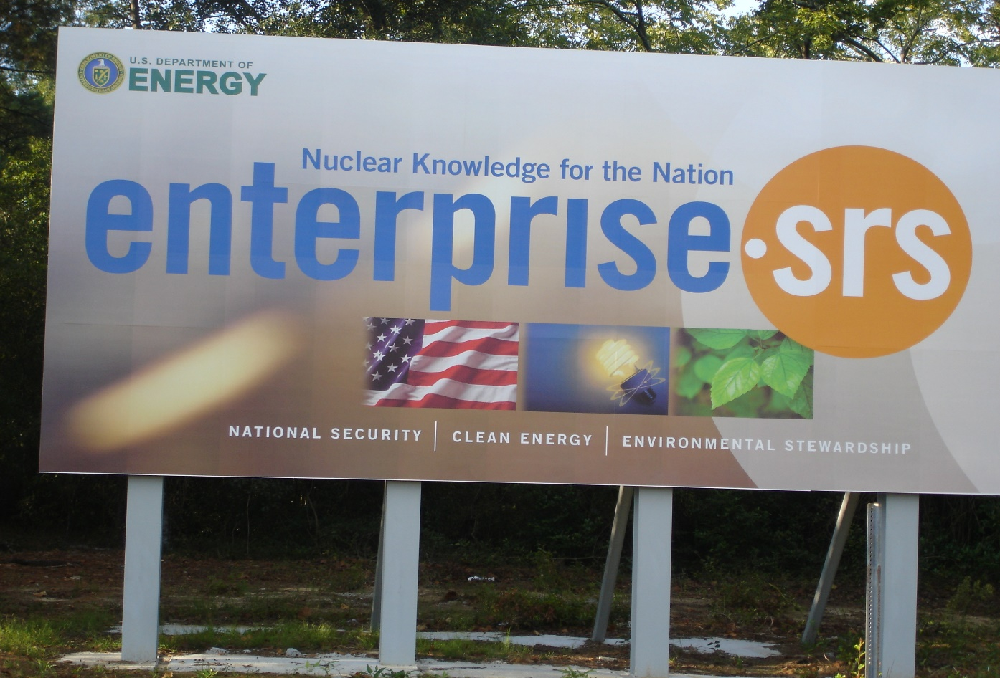 U.S. DEPARTMENT OF
ENERGY
Nuclear Knowledge for the Nation
enterprise·srs
NATIONAL SECURITY | CLEAN ENERGY | ENVIRONMENTAL STEWARDSHIP